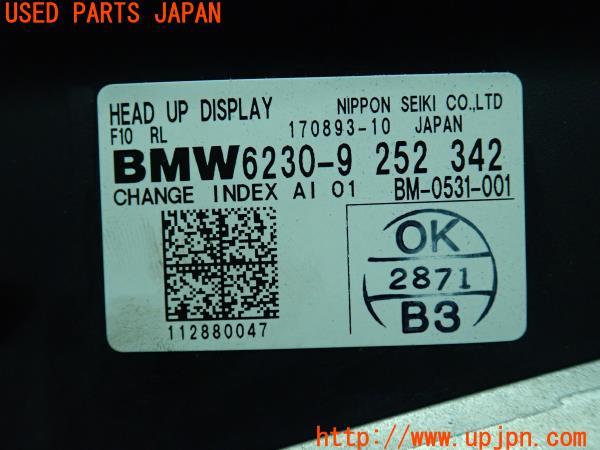 USED PARTS JAPAN
HEAD UP DISPLAY NIPPON SEIKI CO.,LTD
F10 RL 170893-10 JAPAN
BMW6230-9 252 342
CHANGE INDEX AI 01 BM-0531-001
OK
2871
B3
112880047
UPJ
http://www.upjpn.com